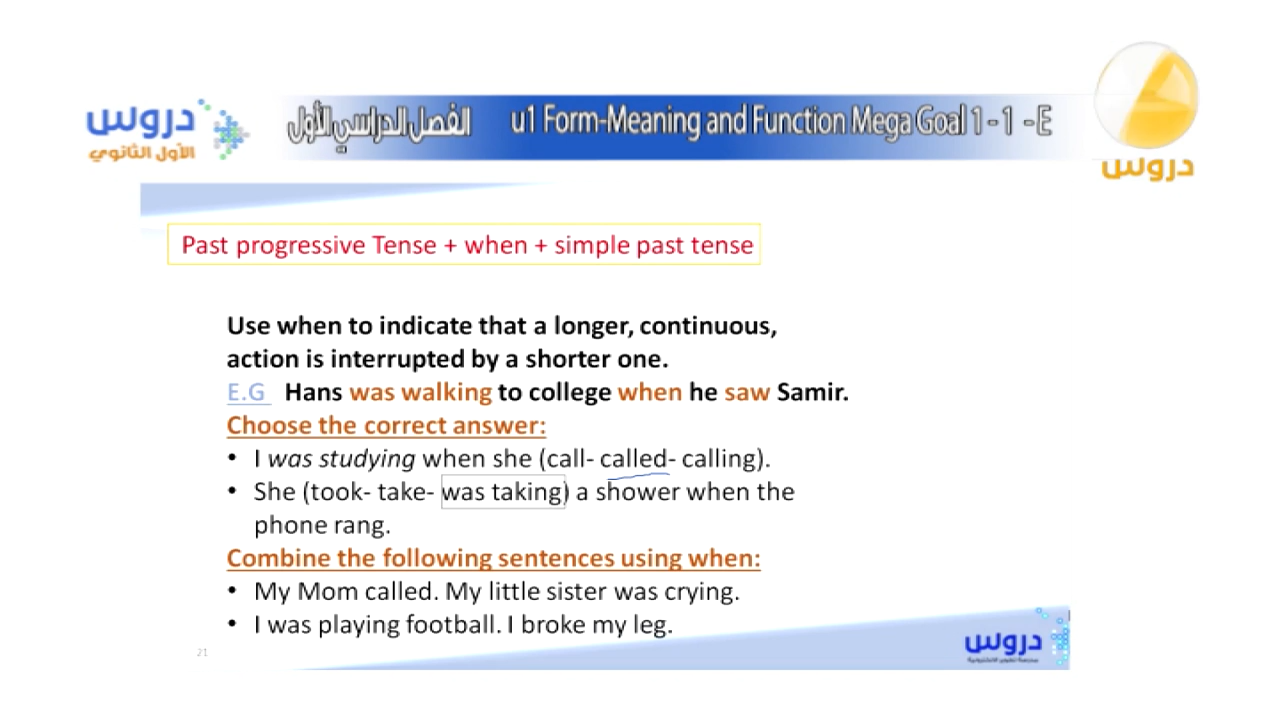 دروس
الأول الثانوي
الفصل الدراسي الأول
u1 Form-Meaning and Function Mega Goal 1 - 1 - E
دروس
Past progressive Tense + when + simple past tense
Use when to indicate that a longer, continuous,
action is interrupted by a shorter one.
E.G Hans was walking to college when he saw Samir.
Choose the correct answer:
• I was studying when she (call- called- calling).
• She (took- take- was taking) a shower when the
phone rang.
Combine the following sentences using when:
• My Mom called. My little sister was crying.
• I was playing football. I broke my leg.
21
دروس